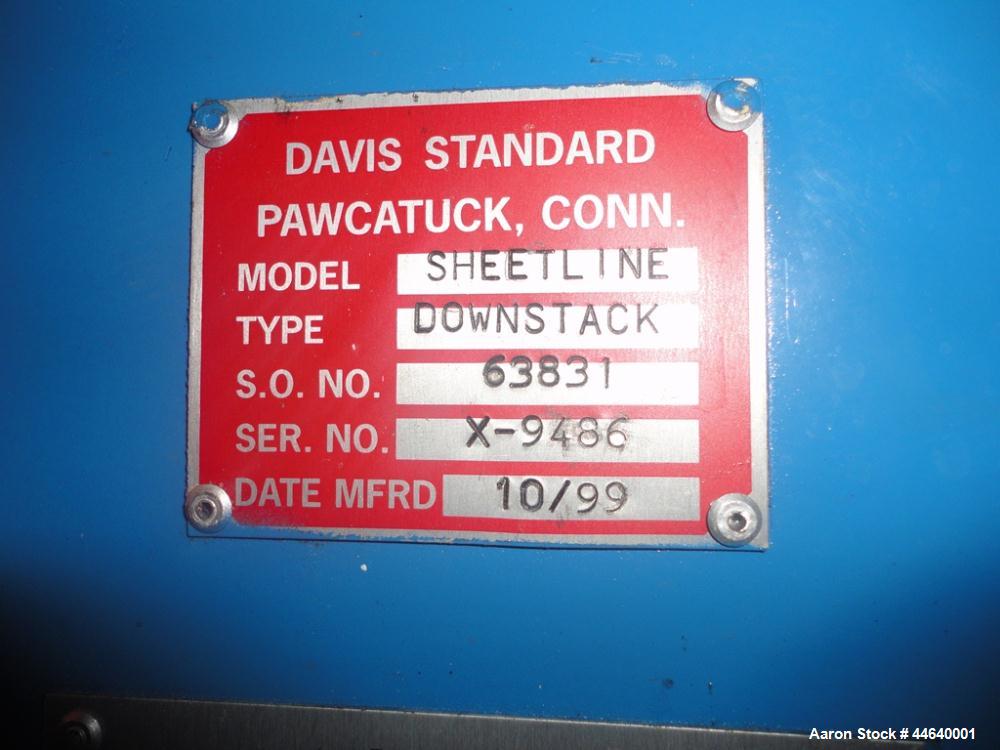 DAVIS STANDARD
PAWCATUCK, CONN.
MODEL SHEETLINE
TYPE DOWNSTACK
S.O. NO. 63831
SER. NO. X-9486
DATE MFRD 10/99
Aaron Stock # 44640001